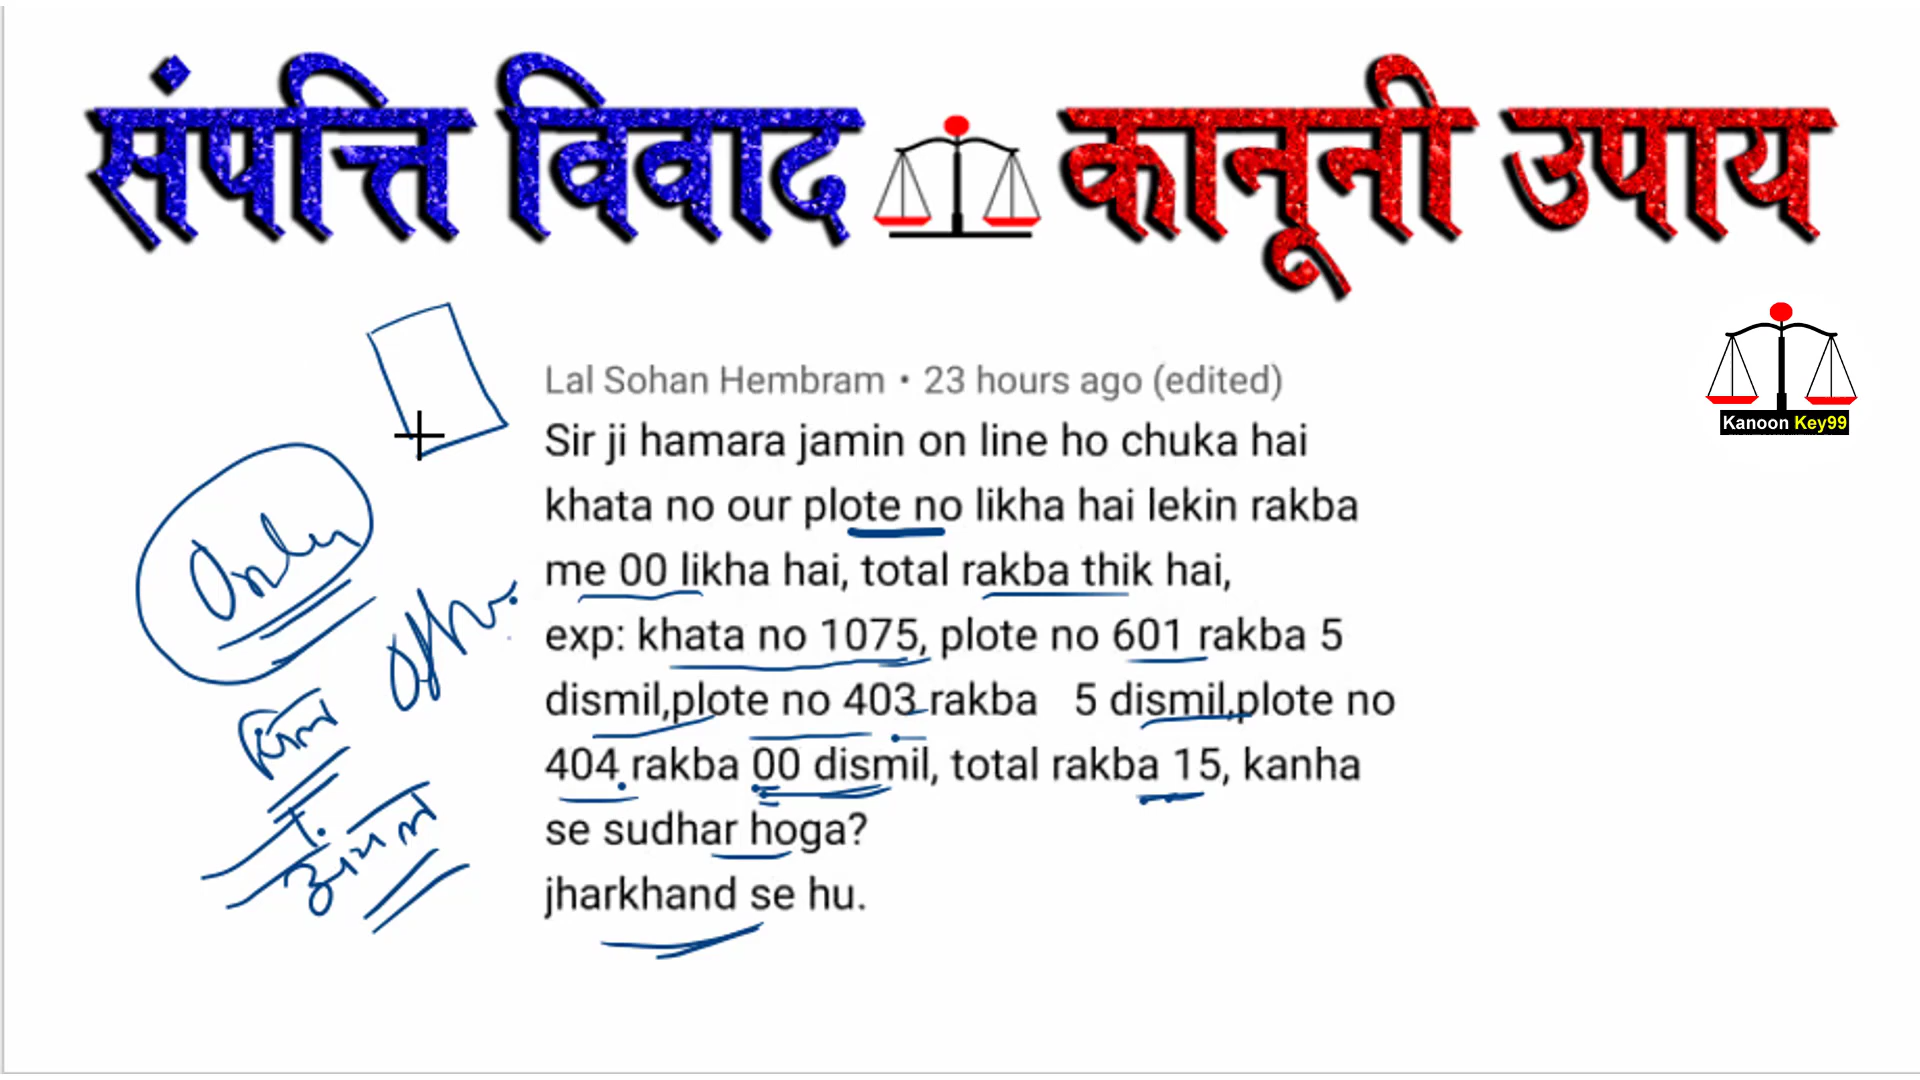 संपत्ति विवाद कानूनी उपाय
Kanoon Key99
Lal Sohan Hembram • 23 hours ago (edited)
Sir ji hamara jamin on line ho chuka hai
khata no our plote no likha hai lekin rakba
me 00 likha hai, total rakba thik hai,
exp: khata no 1075, plote no 601 rakba 5
dismil,plote no 403 rakba   5 dismil,plote no
404 rakba 00 dismil, total rakba 15, kanha
se sudhar hoga?
jharkhand se hu.